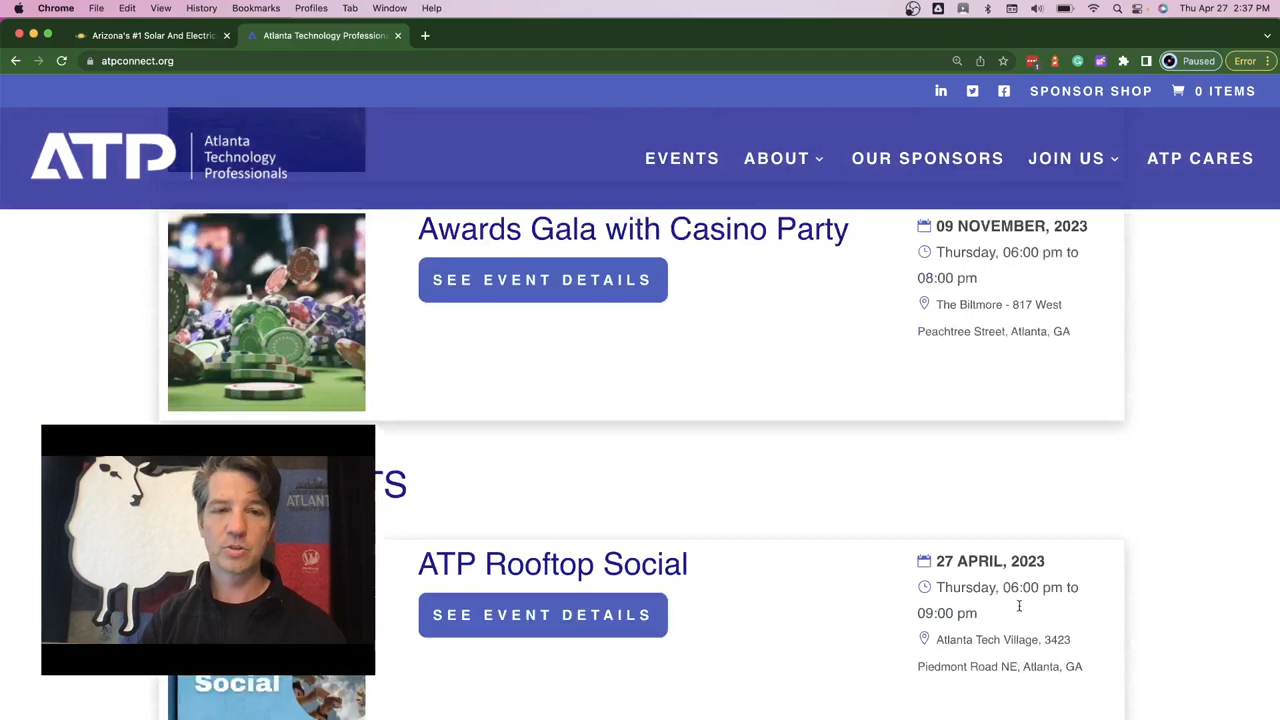 Chrome File Edit View History Bookmarks Profiles Tab Window Help Thu Apr 27 2:37 PM
Arizona's #1 Solar And Electric Atlanta Technology Profession
atpconnect.org Paused Error
1
SPONSOR SHOP 0 ITEMS
ATP Atlanta
Technology
Professionals
EVENTS ABOUT OUR SPONSORS JOIN US ATP CARES
Awards Gala with Casino Party
SEE EVENT DETAILS
09 NOVEMBER, 2023
Thursday, 06:00 pm to
08:00 pm
The Biltmore - 817 West
Peachtree Street, Atlanta, GA
TS
ATLANT
ATP Rooftop Social
SEE EVENT DETAILS
27 APRIL, 2023
Thursday, 06:00 pm to
09:00 pm
Atlanta Tech Village, 3423
Piedmont Road NE, Atlanta, GA
Social